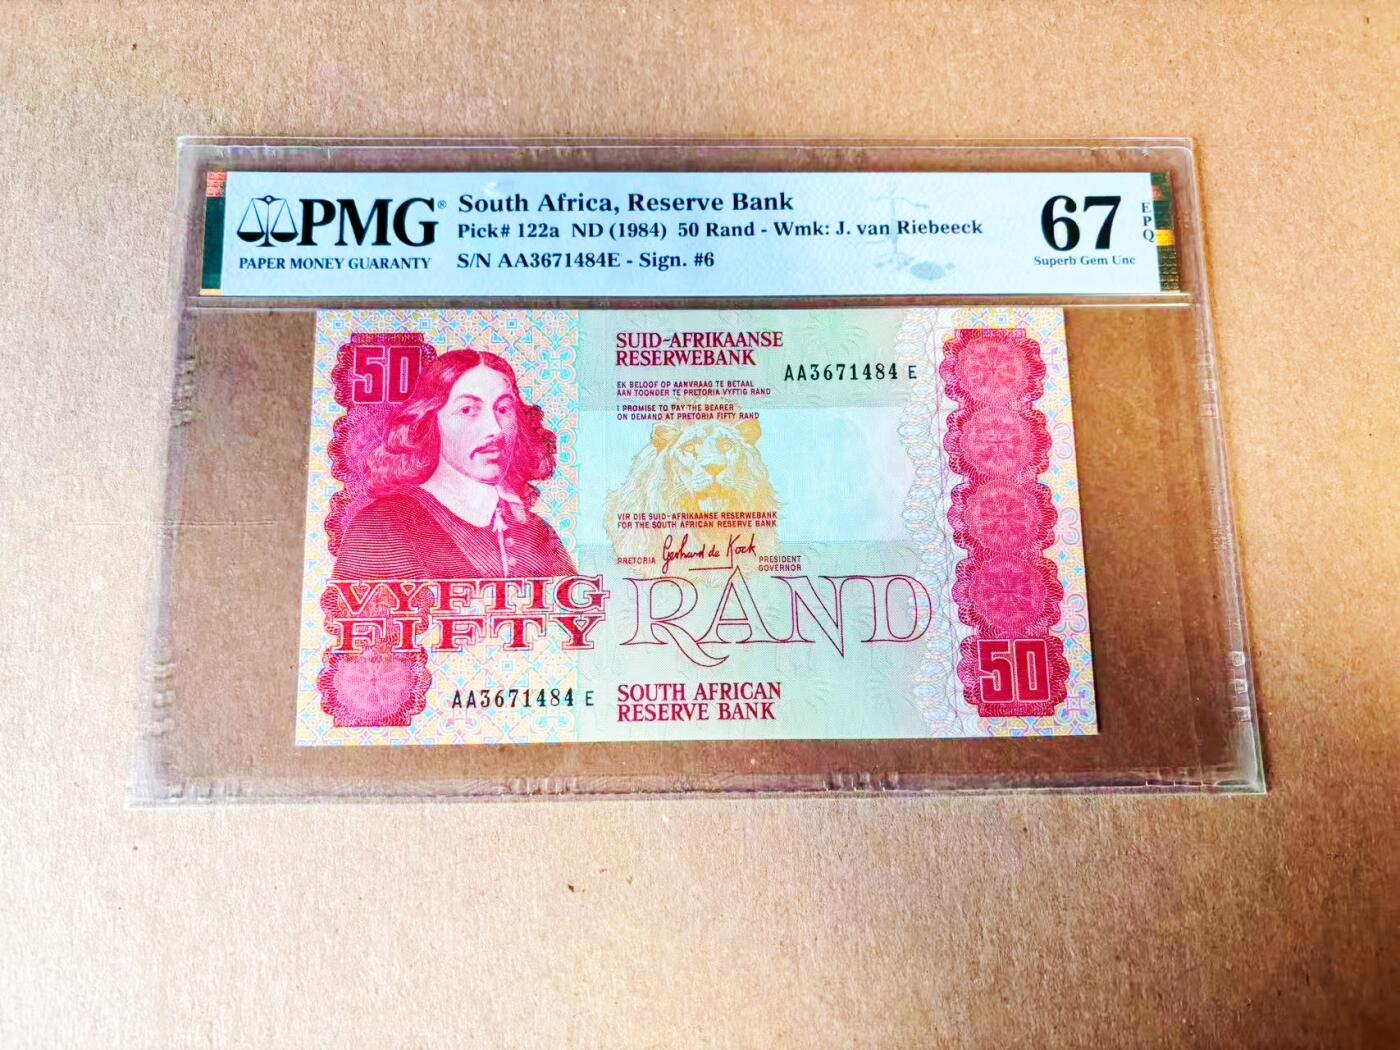 PMG®
PAPER MONEY GUARANTY
South Africa, Reserve Bank
Pick# 122a ND (1984) 50 Rand - Wmk: J. van Riebeeck
S/N AA3671484E - Sign. #6
67
EPQ
Superb Gem Unc
50
SUID-AFRIKAANSE
RESERWEBANK
AA3671484 E
EK BELOOF OP AANVRAAG TE BETAAL
AAN TOONDER TE PRETORIA VYFTIG RAND
I PROMISE TO PAY THE BEARER
ON DEMAND AT PRETORIA FIFTY RAND
VIR DIE SUID-AFRIKAANSE RESERWEBANK
FOR THE SOUTH AFRICAN RESERVE BANK
PRETORIA Gerhard de Kock PRESIDENT
GOVERNOR
VYFTIG
FIFTY
RAND
50
AA3671484 E
SOUTH AFRICAN
RESERVE BANK